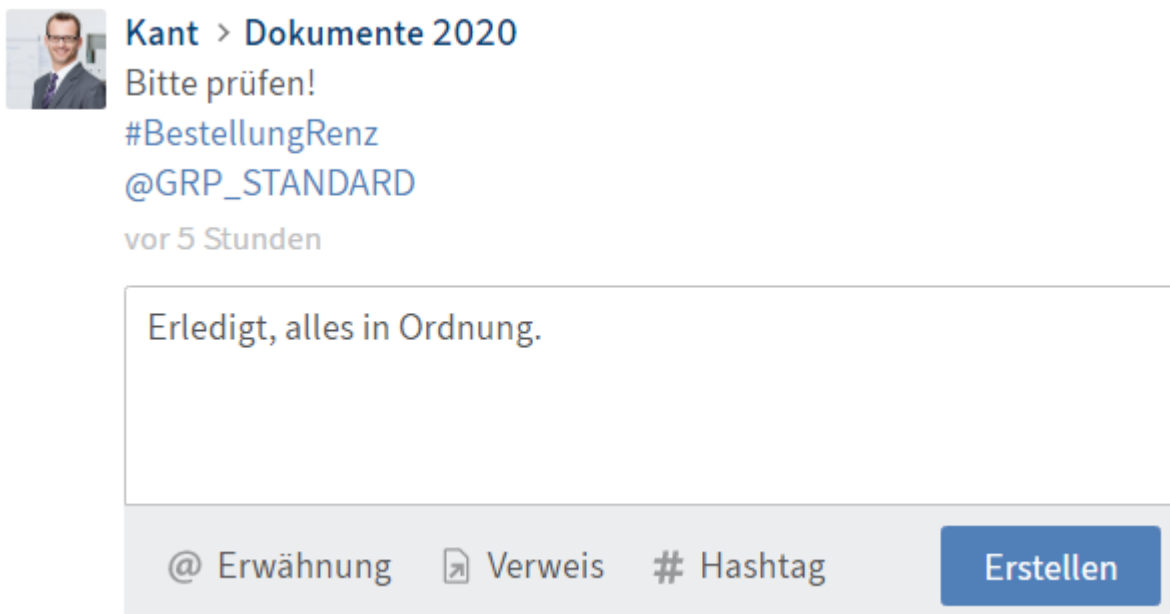 Kant > Dokumente 2020
Bitte prüfen!
#BestellungRenz
@GRP_STANDARD
vor 5 Stunden
Erledigt, alles in Ordnung.
@ Erwähnung Verweis # Hashtag Erstellen